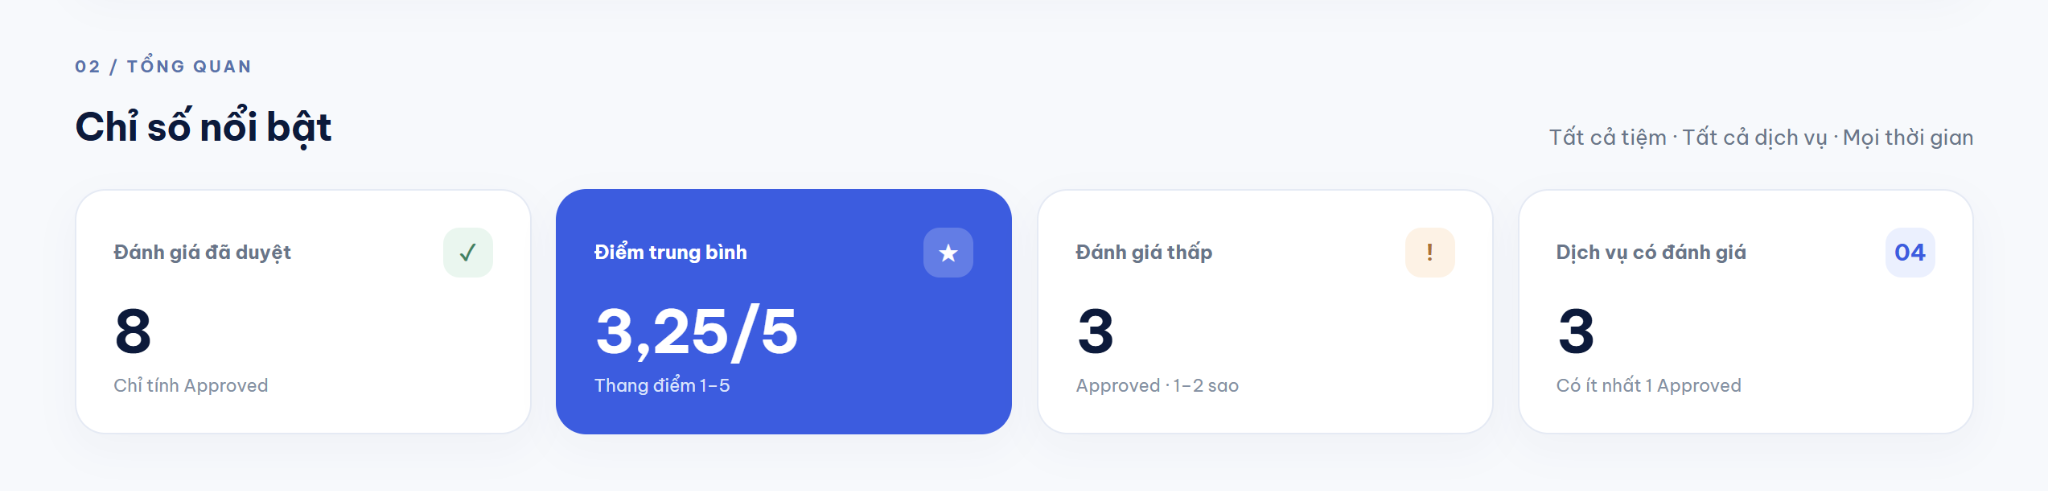 02 / TỔNG QUAN
Chỉ số nổi bật
Tất cả tiệm · Tất cả dịch vụ · Mọi thời gian
Đánh giá đã duyệt
✓
8
Chỉ tính Approved
Điểm trung bình
★
3,25/5
Thang điểm 1–5
Đánh giá thấp
!
3
Approved · 1–2 sao
Dịch vụ có đánh giá
04
3
Có ít nhất 1 Approved